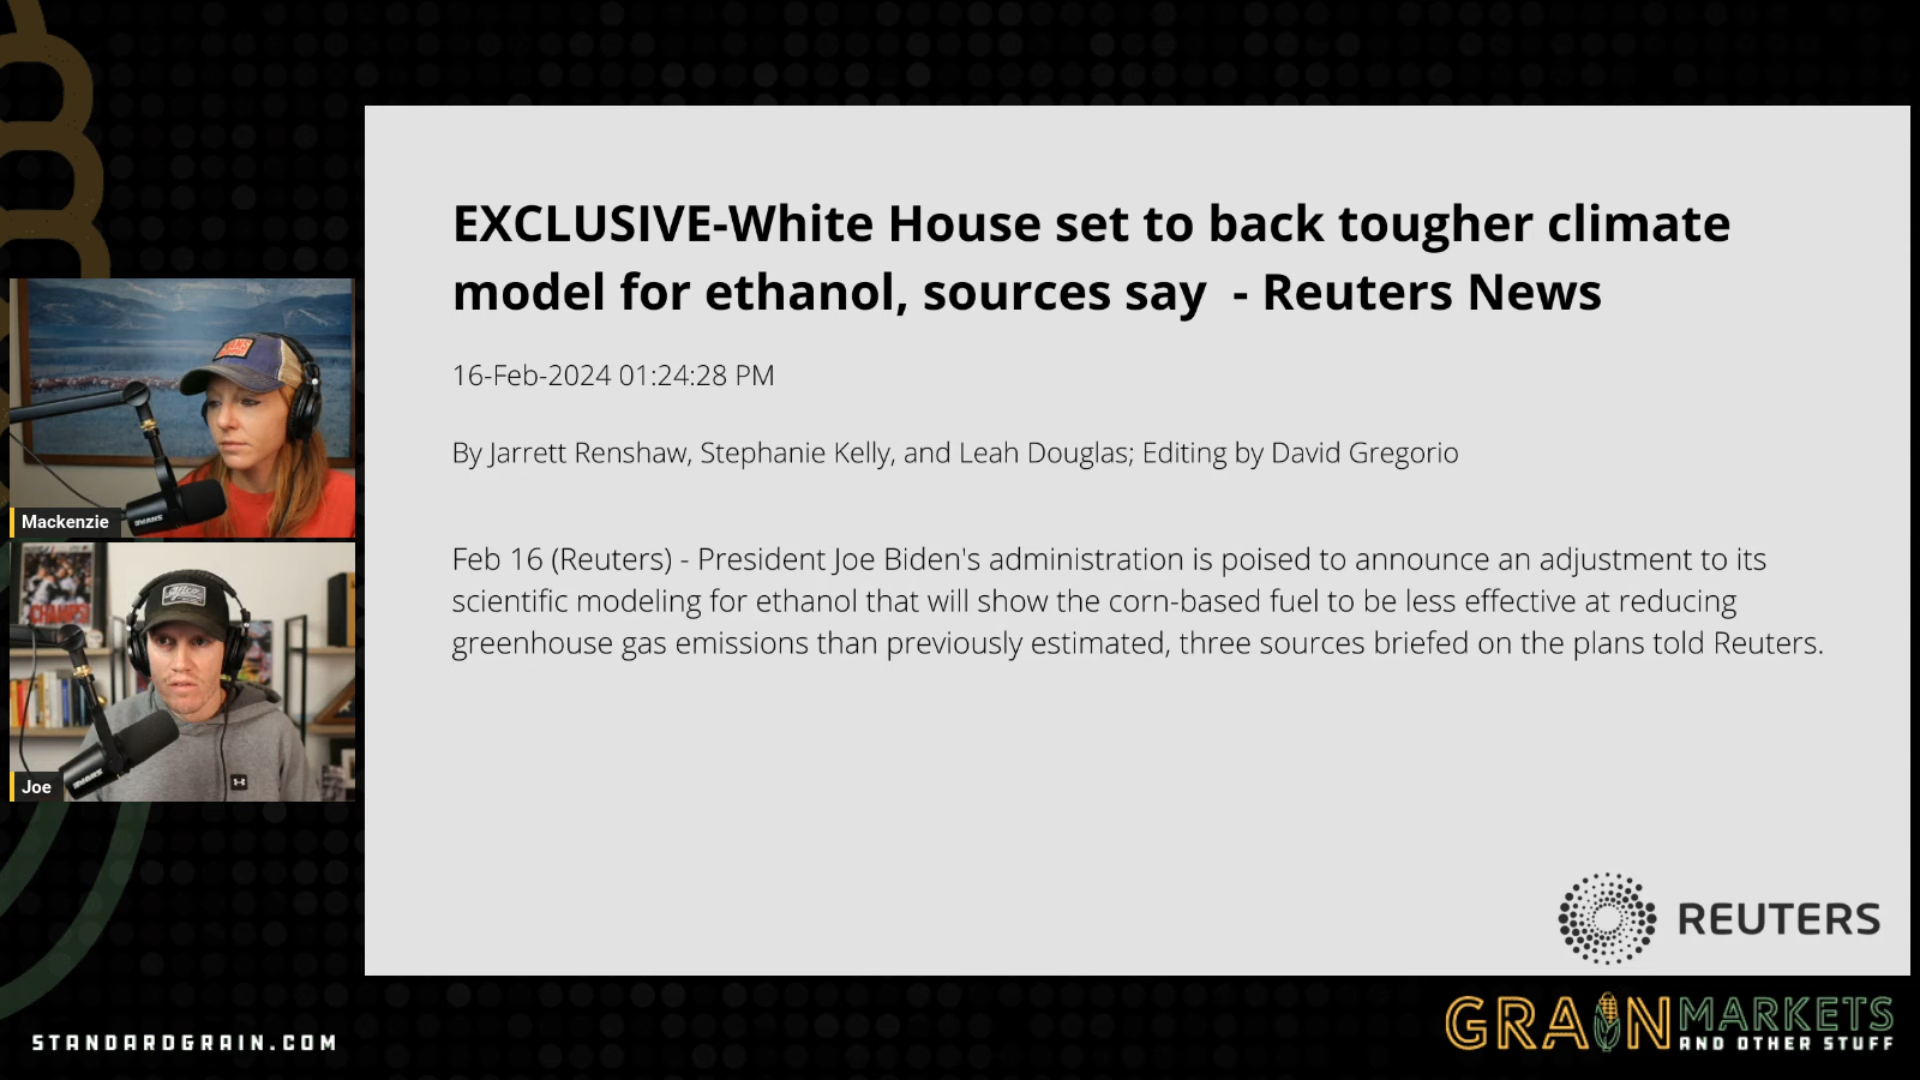 EXCLUSIVE-White House set to back tougher climate
model for ethanol, sources say - Reuters News
16-Feb-2024 01:24:28 PM
By Jarrett Renshaw, Stephanie Kelly, and Leah Douglas; Editing by David Gregorio
Feb 16 (Reuters) - President Joe Biden's administration is poised to announce an adjustment to its
scientific modeling for ethanol that will show the corn-based fuel to be less effective at reducing
greenhouse gas emissions than previously estimated, three sources briefed on the plans told Reuters.
Mackenzie
CHAMPS!
Joe
REUTERS
STANDARDGRAIN.COM
GRAIN MARKETS
AND OTHER STUFF